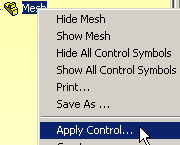 Mesh
Hide Mesh
Show Mesh
Hide All Control Symbols
Show All Control Symbols
Print...
Save As ...
Apply Control...